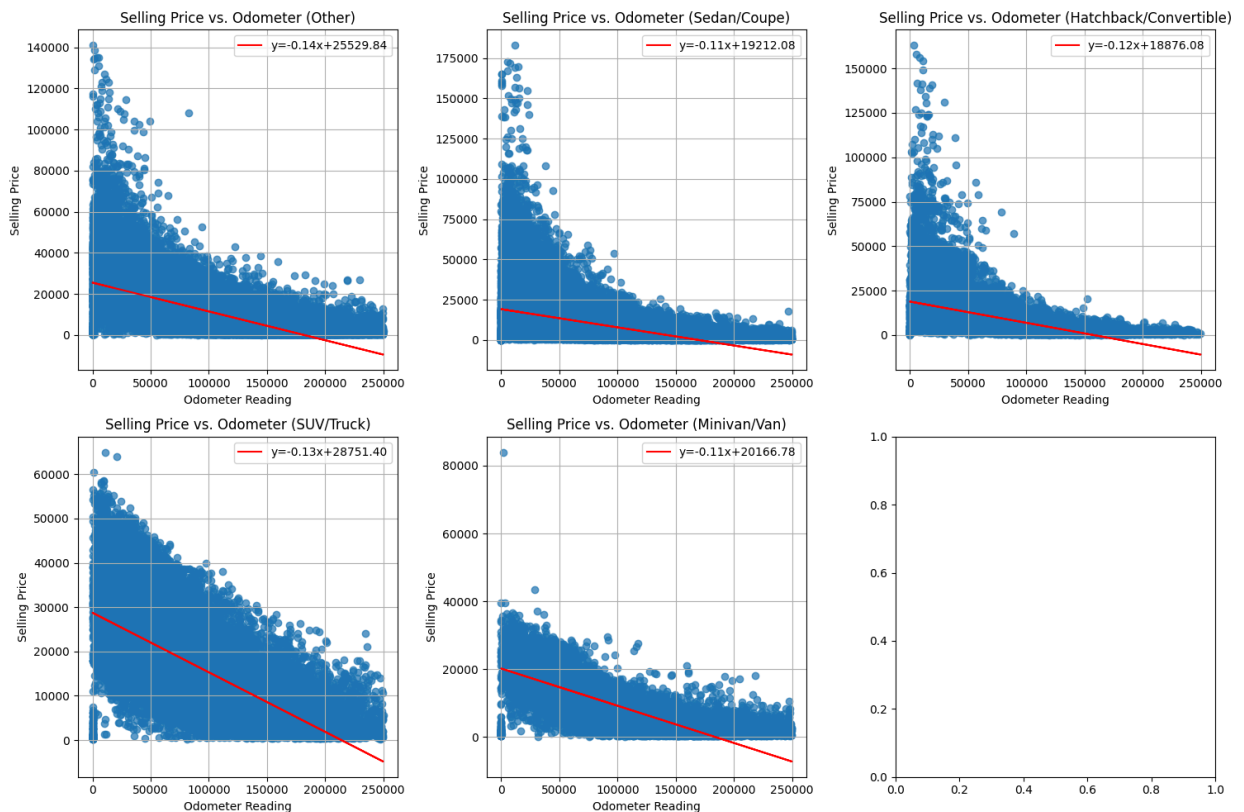 Selling Price vs. Odometer (Other)
y=-0.14x+25529.84
140000
120000
100000
80000
60000
40000
20000
0
Selling Price
0 50000 100000 150000 200000 250000
Odometer Reading
Selling Price vs. Odometer (Sedan/Coupe)
y=-0.11x+19212.08
175000
150000
125000
100000
75000
50000
25000
0
Selling Price
0 50000 100000 150000 200000 250000
Odometer Reading
Selling Price vs. Odometer (Hatchback/Convertible)
y=-0.12x+18876.08
150000
125000
100000
75000
50000
25000
0
Selling Price
0 50000 100000 150000 200000 250000
Odometer Reading
Selling Price vs. Odometer (SUV/Truck)
y=-0.13x+28751.40
60000
50000
40000
30000
20000
10000
0
Selling Price
0 50000 100000 150000 200000 250000
Odometer Reading
Selling Price vs. Odometer (Minivan/Van)
y=-0.11x+20166.78
80000
60000
40000
20000
0
Selling Price
0 50000 100000 150000 200000 250000
Odometer Reading
1.0
0.8
0.6
0.4
0.2
0.0
0.0 0.2 0.4 0.6 0.8 1.0